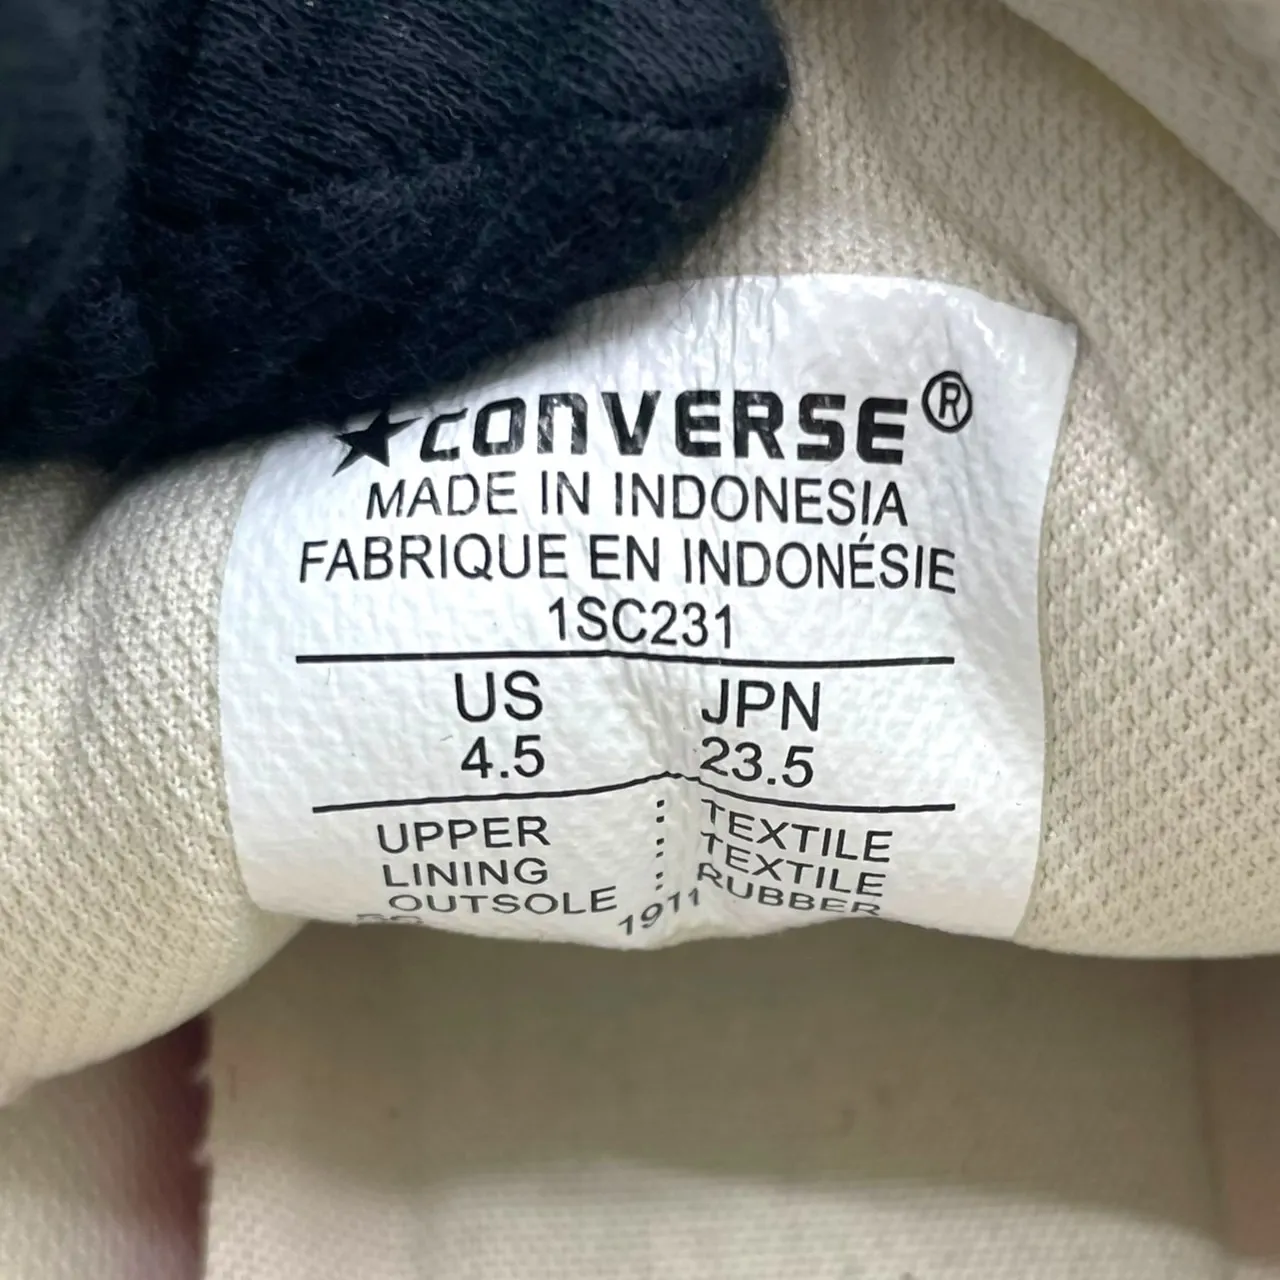 ★CONVERSE®
MADE IN INDONESIA
FABRIQUE EN INDONÉSIE
1SC231
US JPN
4.5 23.5
UPPER : TEXTILE
LINING : TEXTILE
OUTSOLE : RUBBER
1911